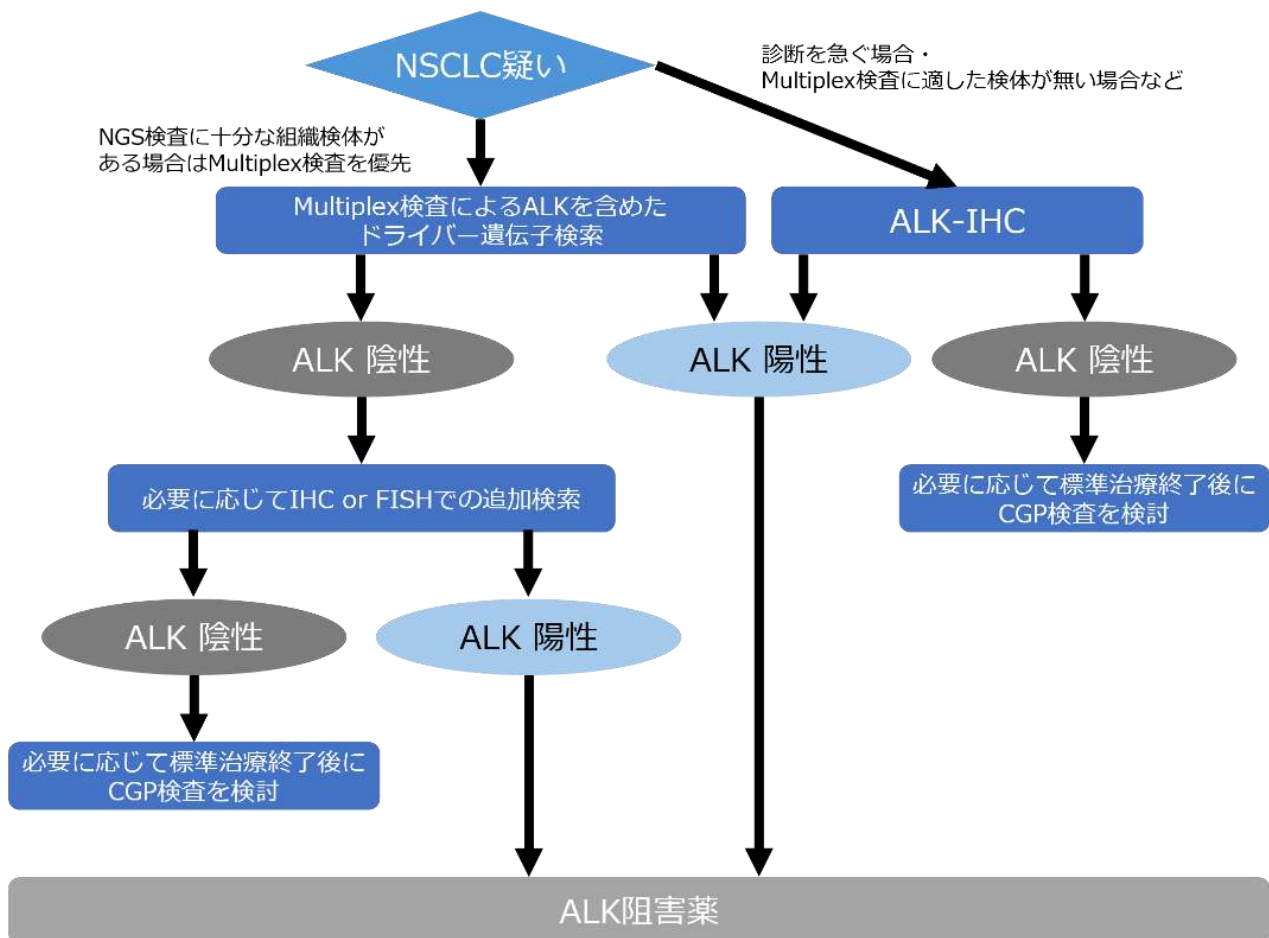 NSCLC疑い
診断を急ぐ場合・
Multiplex検査に適した検体が無い場合など
NGS検査に十分な組織検体が
ある場合はMultiplex検査を優先
Multiplex検査によるALKを含めた
ドライバー遺伝子検索
ALK-IHC
ALK 陰性
ALK 陽性
ALK 陰性
必要に応じてIHC or FISHでの追加検索
必要に応じて標準治療終了後に
CGP検査を検討
ALK 陰性
ALK 陽性
必要に応じて標準治療終了後に
CGP検査を検討
ALK阻害薬